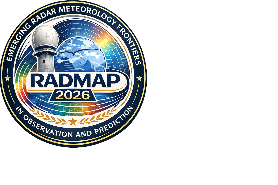 EMERGING RADAR METEOROLOGY FRONTIERS
RADMAP
2026
IN OBSERVATION AND PREDICTION